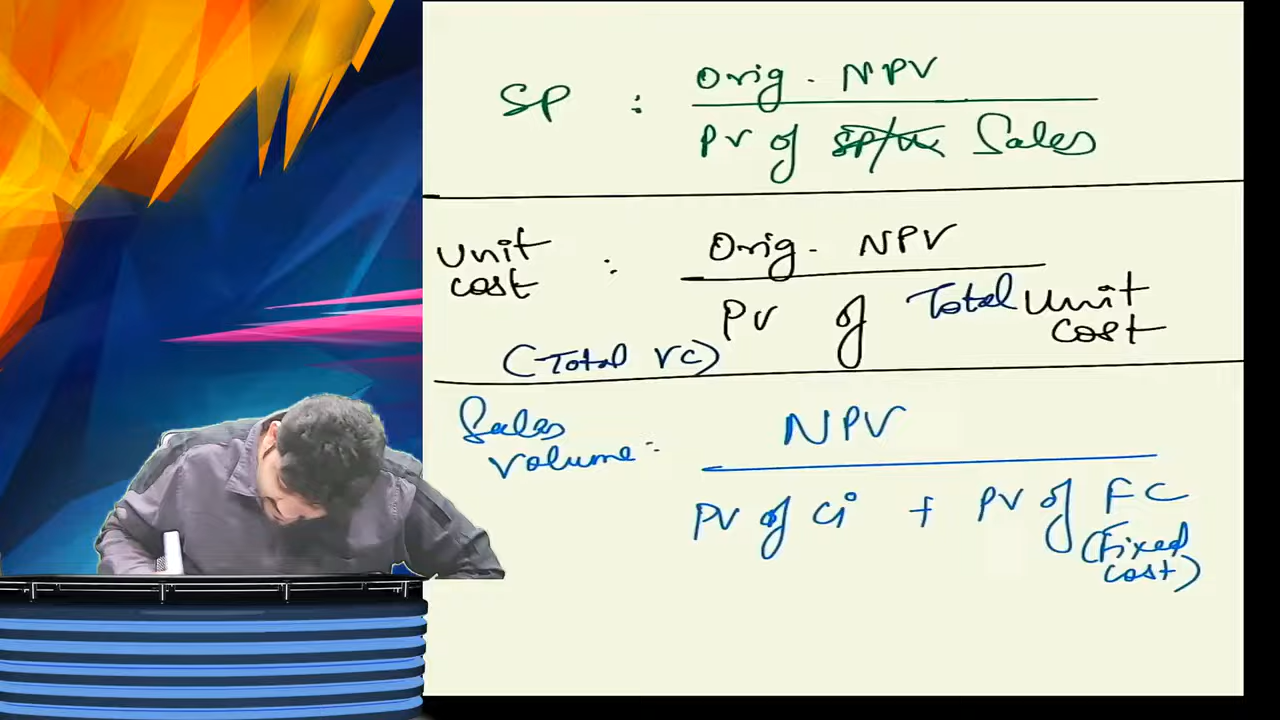 SP : Orig. NPV
PV of Sales
Unit cost : Orig. NPV
PV of Total Unit cost
(Total VC)
Sales Volume : NPV
PV of Ci + PV of FC
(Fixed cost)